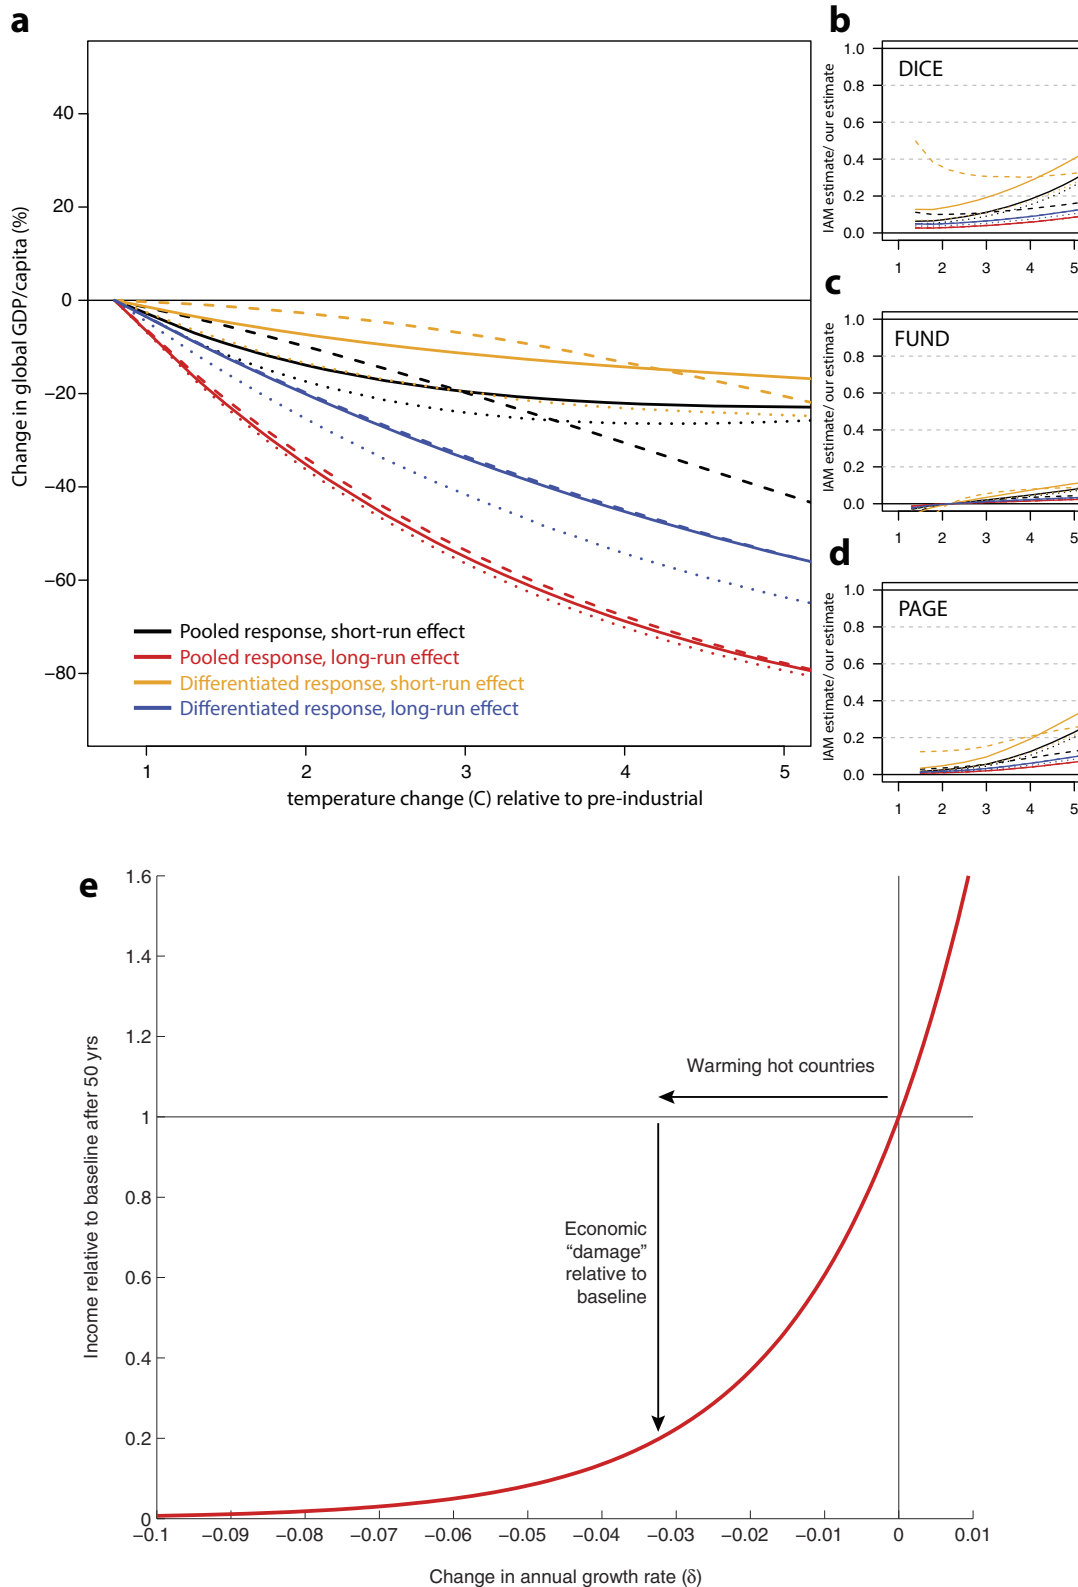 a
Change in global GDP/capita (%)
40
20
0
−20
−40
−60
−80
Pooled response, short-run effect
Pooled response, long-run effect
Differentiated response, short-run effect
Differentiated response, long-run effect
1 2 3 4 5
temperature change (C) relative to pre-industrial
b
IAM estimate/ our estimate
1.0
0.8
0.6
0.4
0.2
0.0
DICE
1 2 3 4 5
c
IAM estimate/ our estimate
1.0
0.8
0.6
0.4
0.2
0.0
FUND
1 2 3 4 5
d
IAM estimate/ our estimate
1.0
0.8
0.6
0.4
0.2
0.0
PAGE
1 2 3 4 5
e
Income relative to baseline after 50 yrs
1.6
1.4
1.2
1
0.8
0.6
0.4
0.2
0
Warming hot countries
Economic
“damage”
relative to
baseline
−0.1 −0.09 −0.08 −0.07 −0.06 −0.05 −0.04 −0.03 −0.02 −0.01 0 0.01
Change in annual growth rate (δ)